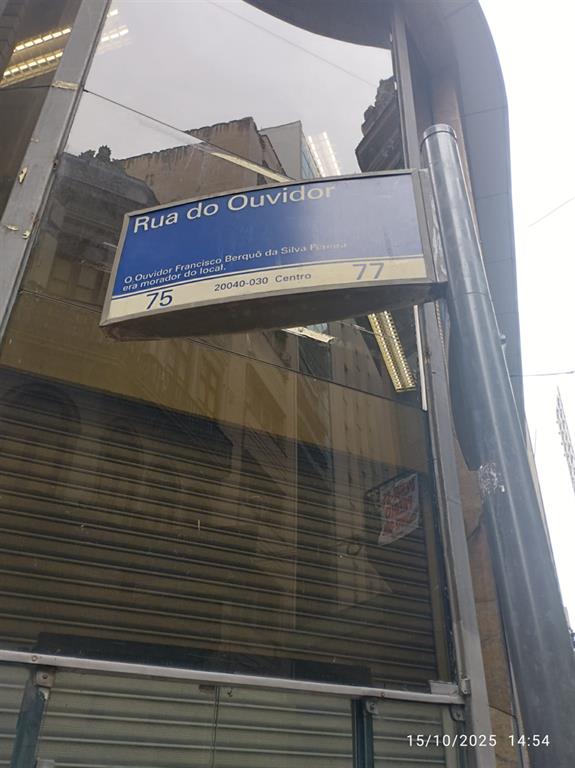 Rua do Ouvidor
O Ouvidor Francisco Berquô da Silva Pereira
era morador do local.
75 20040-030 Centro 77
15/10/2025 14:54